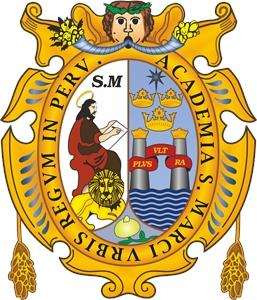 ACADEMIA S. MARCI VRBIS REGVM IN PERV.
S.M
VLT
PLVS RA